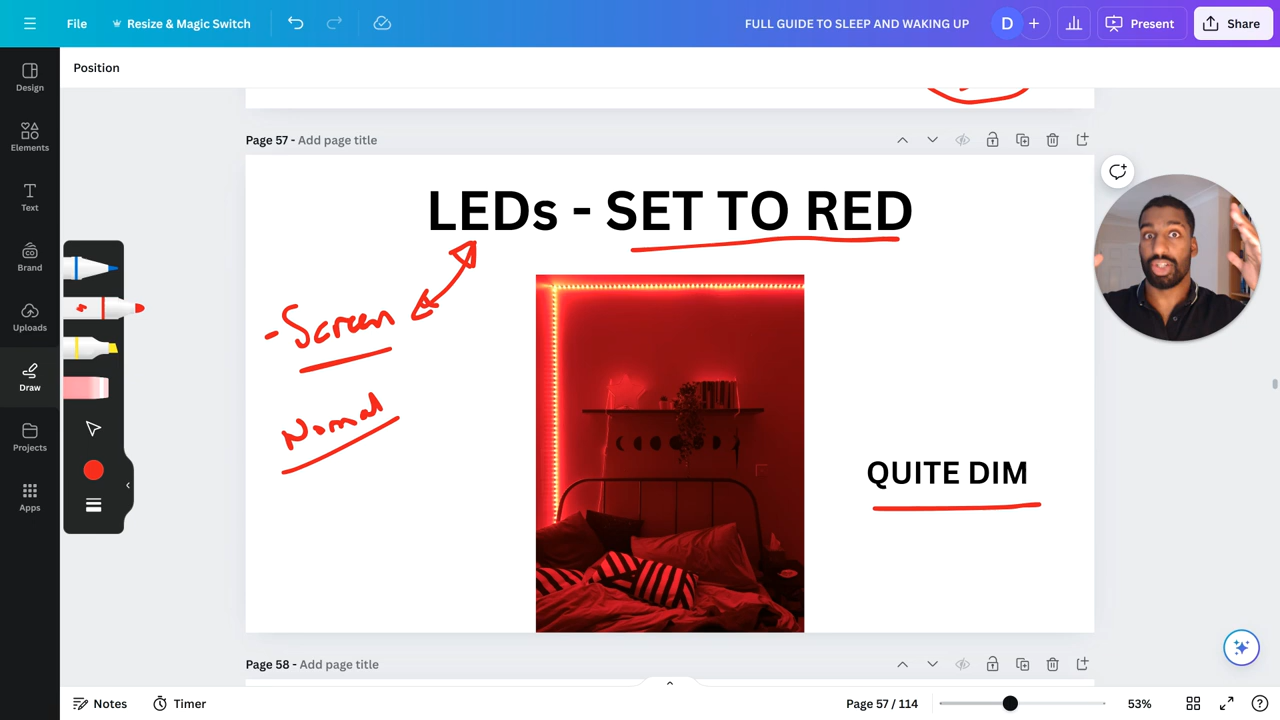 File
Resize & Magic Switch
FULL GUIDE TO SLEEP AND WAKING UP
D
Present
Share
Position
Design
Elements
Text
Brand
Uploads
Draw
Projects
Apps
Page 57 - Add page title
LEDs - SET TO RED
-Screen
Normal
QUITE DIM
Page 58 - Add page title
Notes
Timer
Page 57 / 114
53%